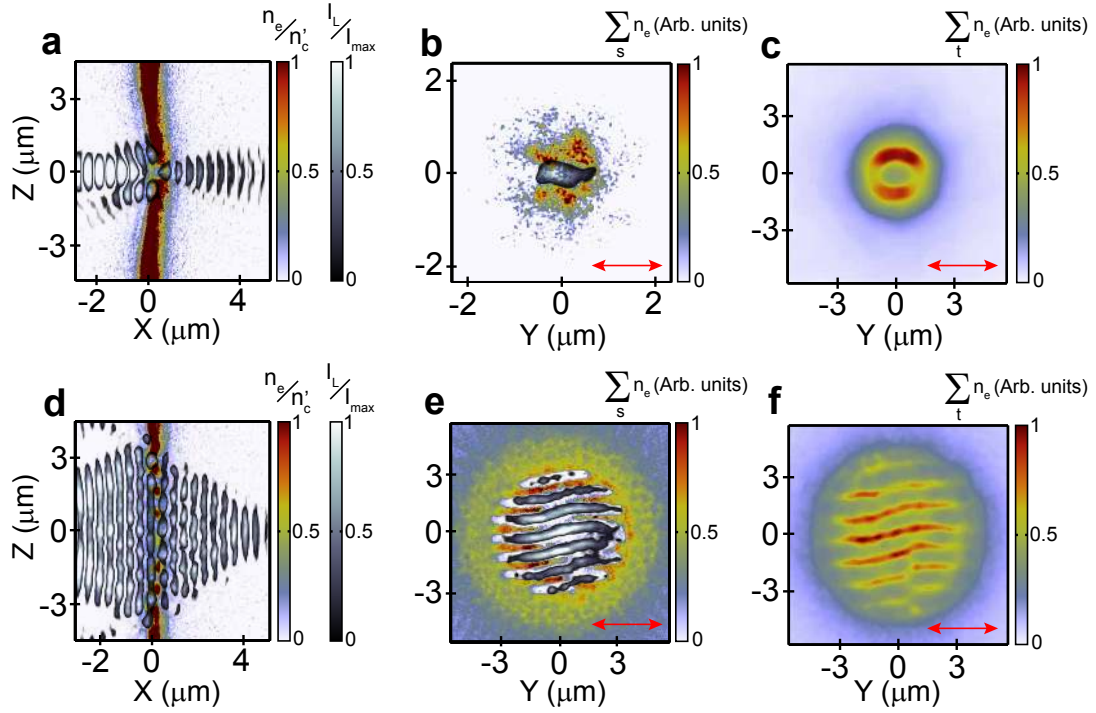 a
n_e/n_c'
I_L/I_max
1
0.5
0
1
0.5
0
3
0
-3
Z (μm)
-2
0
4
X (μm)
b
∑_s n_e (Arb. units)
1
0.5
0
2
0
-2
-2
0
2
Y (μm)
c
∑_t n_e (Arb. units)
1
0.5
0
3
0
-3
-3
0
3
Y (μm)
d
n_e/n_c'
I_L/I_max
1
0.5
0
1
0.5
0
3
0
-3
Z (μm)
-2
0
4
X (μm)
e
∑_s n_e (Arb. units)
1
0.5
0
3
0
-3
-3
0
3
Y (μm)
f
∑_t n_e (Arb. units)
1
0.5
0
3
0
-3
-3
0
3
Y (μm)